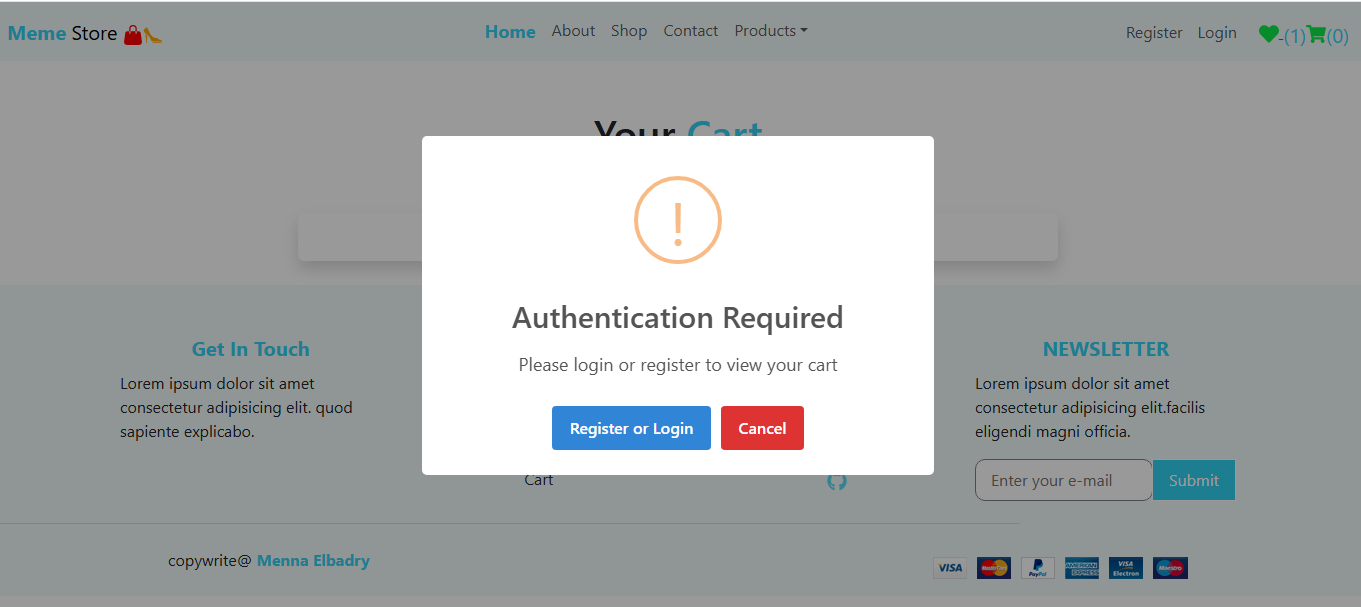 Meme Store
Home About Shop Contact Products
Register Login -(1) (0)
Your Cart
!
Authentication Required
Please login or register to view your cart
Register or Login Cancel
Get In Touch
Lorem ipsum dolor sit amet
consectetur adipisicing elit. quod
sapiente explicabo.
Cart
NEWSLETTER
Lorem ipsum dolor sit amet
consectetur adipisicing elit.facilis
eligendi magni officia.
Enter your e-mail Submit
copywrite@ Menna Elbadry
VISA MasterCard PayPal AMERICAN EXPRESS VISA Electron Maestro